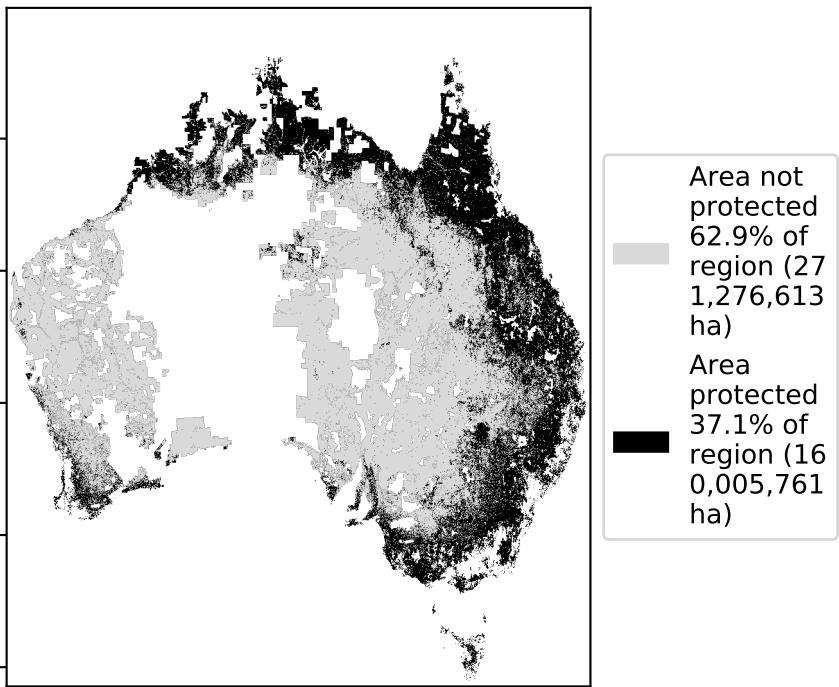 Area not
protected
62.9% of
region (27
1,276,613
ha)
Area
protected
37.1% of
region (16
0,005,761
ha)